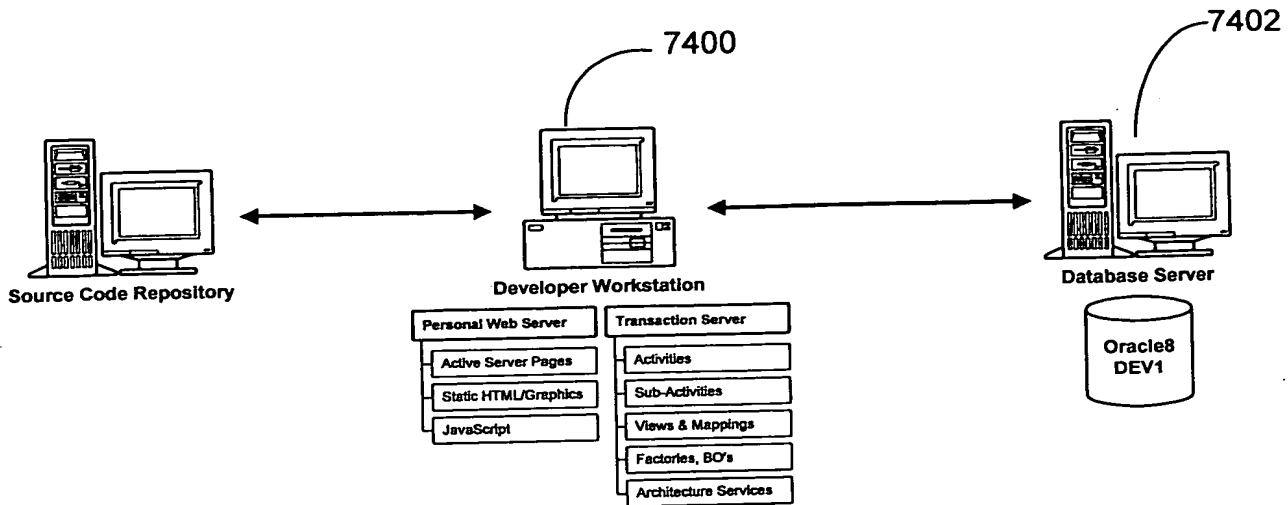 7400
7402
Source Code Repository
Developer Workstation
Database Server
Personal Web Server
Active Server Pages
Static HTML/Graphics
JavaScript
Transaction Server
Activities
Sub-Activities
Views & Mappings
Factories, BO's
Architecture Services
Oracle8
DEV1